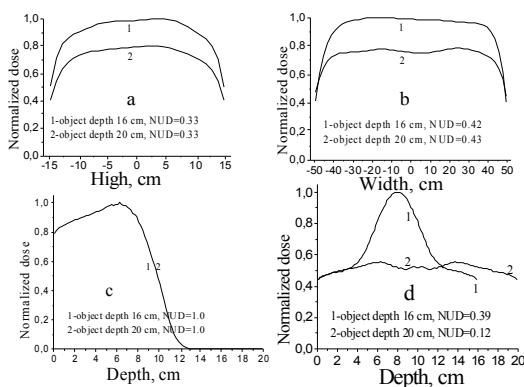 1,0
0,8
0,6
0,4
0,2
0,0
Normalized dose
1
2
a
1-object depth 16 cm, NUD=0.33
2-object depth 20 cm, NUD=0.33
-15 -10 -5 0 5 10 15
High, cm
1,0
0,8
0,6
0,4
0,2
0,0
Normalized dose
1
2
b
1-object depth 16 cm, NUD=0.42
2-object depth 20 cm, NUD=0.43
-50 -40 -30 -20 -10 0 10 20 30 40 50
Width, cm
1,0
0,8
0,6
0,4
0,2
0,0
Normalized dose
1 2
c
1-object depth 16 cm, NUD=1.0
2-object depth 20 cm, NUD=1.0
0 2 4 6 8 10 12 14 16 18 20
Depth, cm
1,0
0,8
0,6
0,4
0,2
0,0
Normalized dose
1
2
1
2
d
1-object depth 16 cm, NUD=0.39
2-object depth 20 cm, NUD=0.12
0 2 4 6 8 10 12 14 16 18 20
Depth, cm